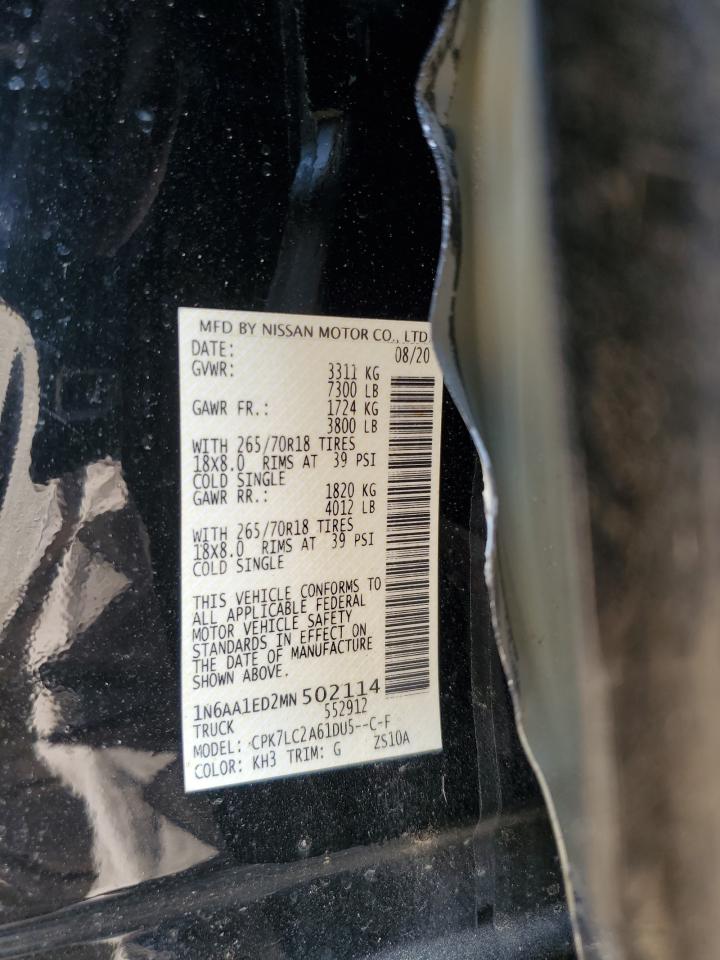 MFD BY NISSAN MOTOR CO., LTD.
DATE: 08/20
GVWR: 3311 KG
7300 LB
GAWR FR.: 1724 KG
3800 LB
WITH 265/70R18 TIRES
18X8.0 RIMS AT 39 PSI
COLD SINGLE
GAWR RR.: 1820 KG
4012 LB
WITH 265/70R18 TIRES
18X8.0 RIMS AT 39 PSI
COLD SINGLE
THIS VEHICLE CONFORMS TO
ALL APPLICABLE FEDERAL
MOTOR VEHICLE SAFETY
STANDARDS IN EFFECT ON
THE DATE OF MANUFACTURE
SHOWN ABOVE.
1N6AA1ED2MN 502114
TRUCK 552912
MODEL: CPK7LC2A61DU5--C-F
COLOR: KH3 TRIM: G ZS10A